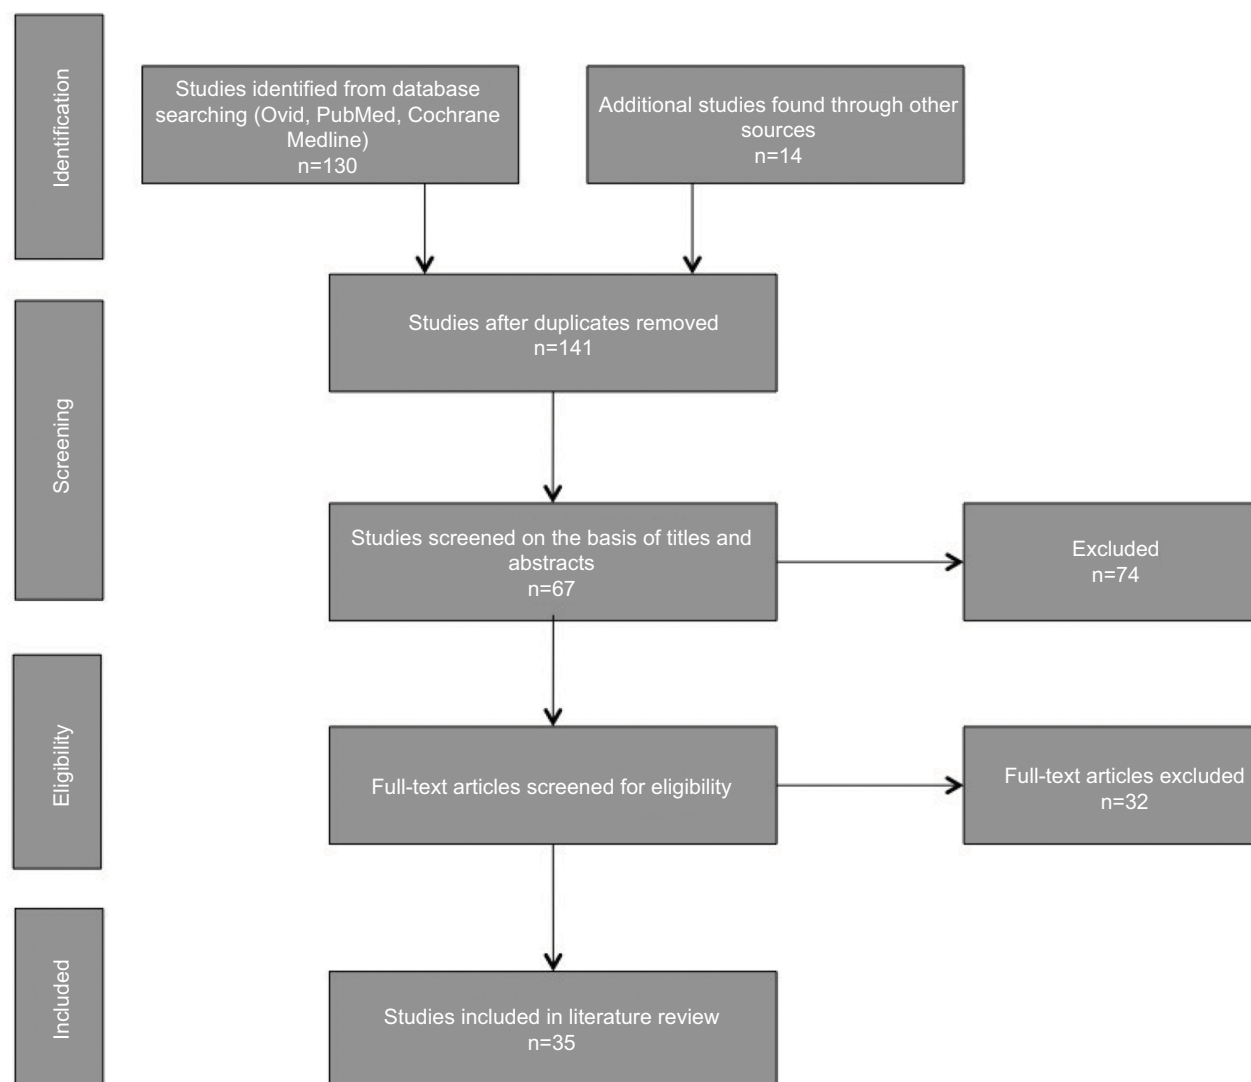 Identification
Studies identified from database
searching (Ovid, PubMed, Cochrane
Medline)
n=130
Additional studies found through other
sources
n=14
Screening
Studies after duplicates removed
n=141
Studies screened on the basis of titles and
abstracts
n=67
Excluded
n=74
Eligibility
Full-text articles screened for eligibility
Full-text articles excluded
n=32
Included
Studies included in literature review
n=35